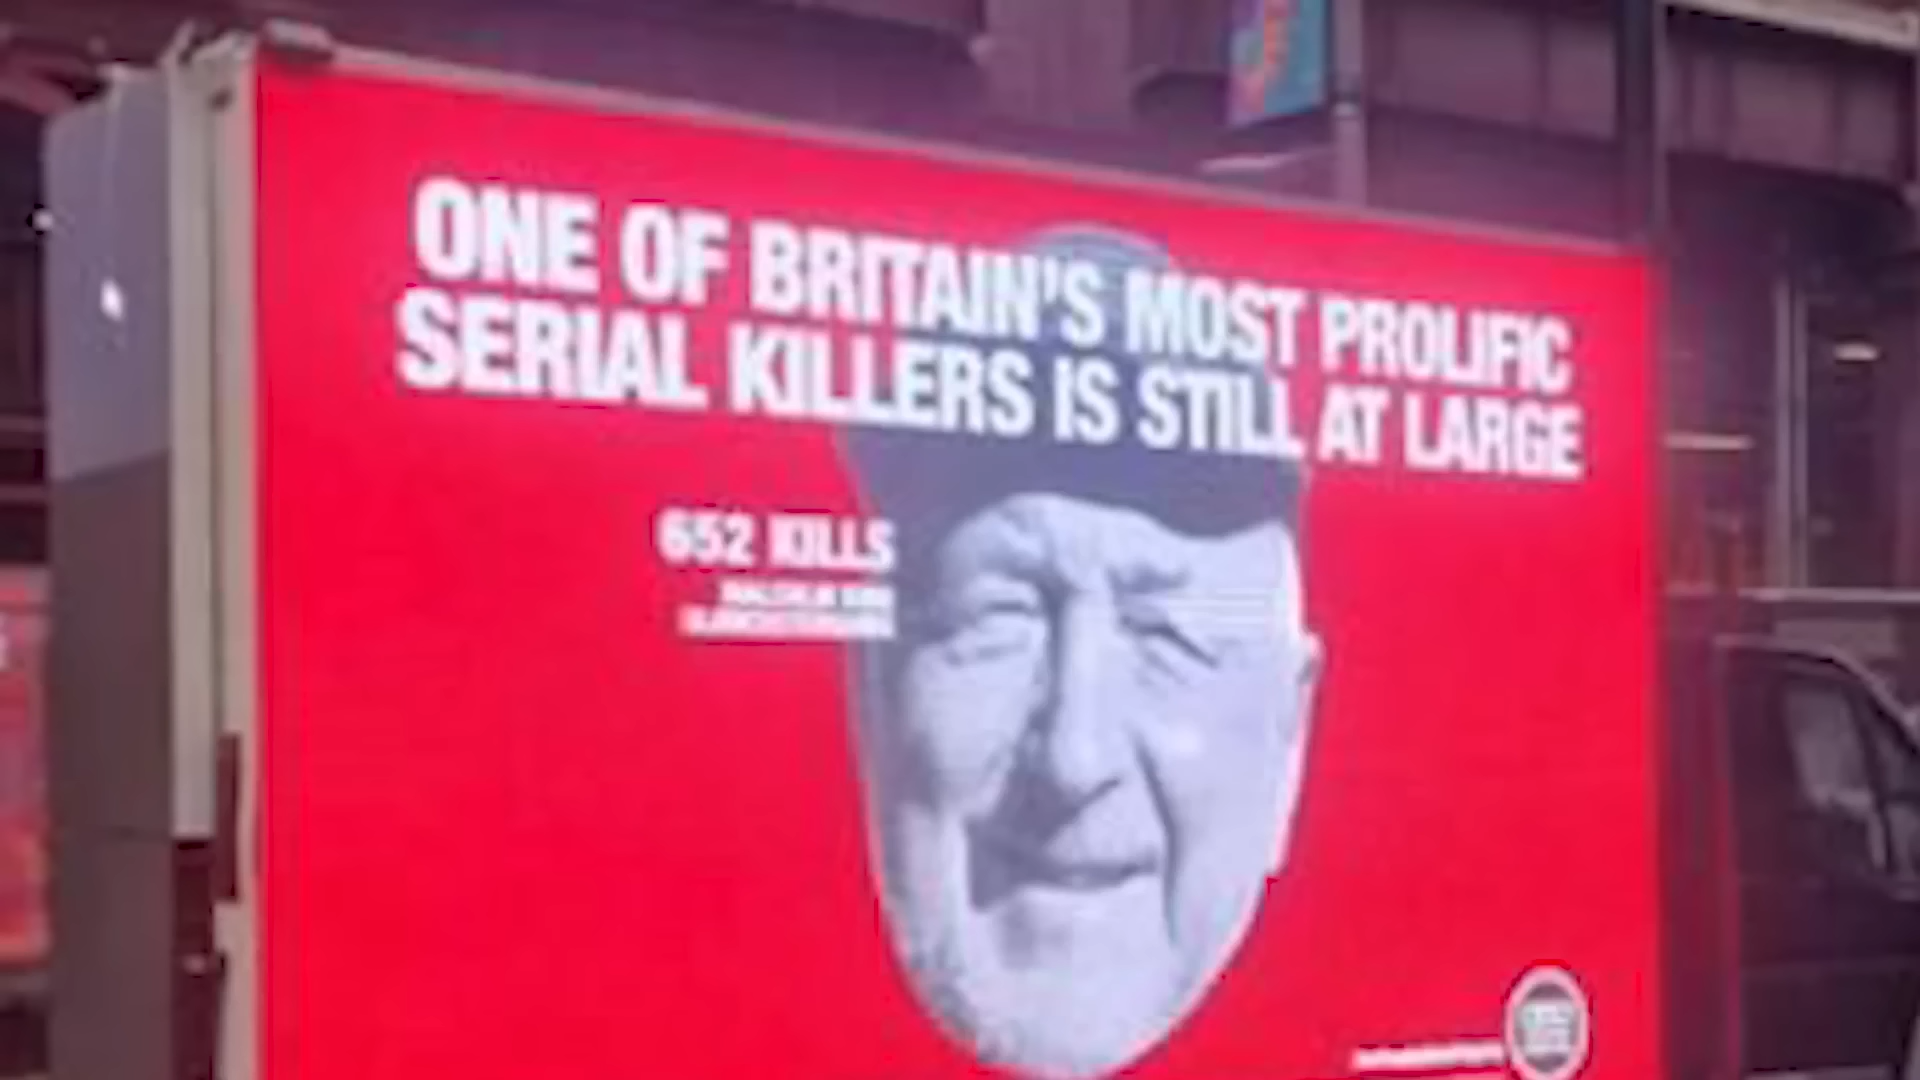 ONE OF BRITAIN'S MOST PROLIFIC
SERIAL KILLERS IS STILL AT LARGE
652 KILLS